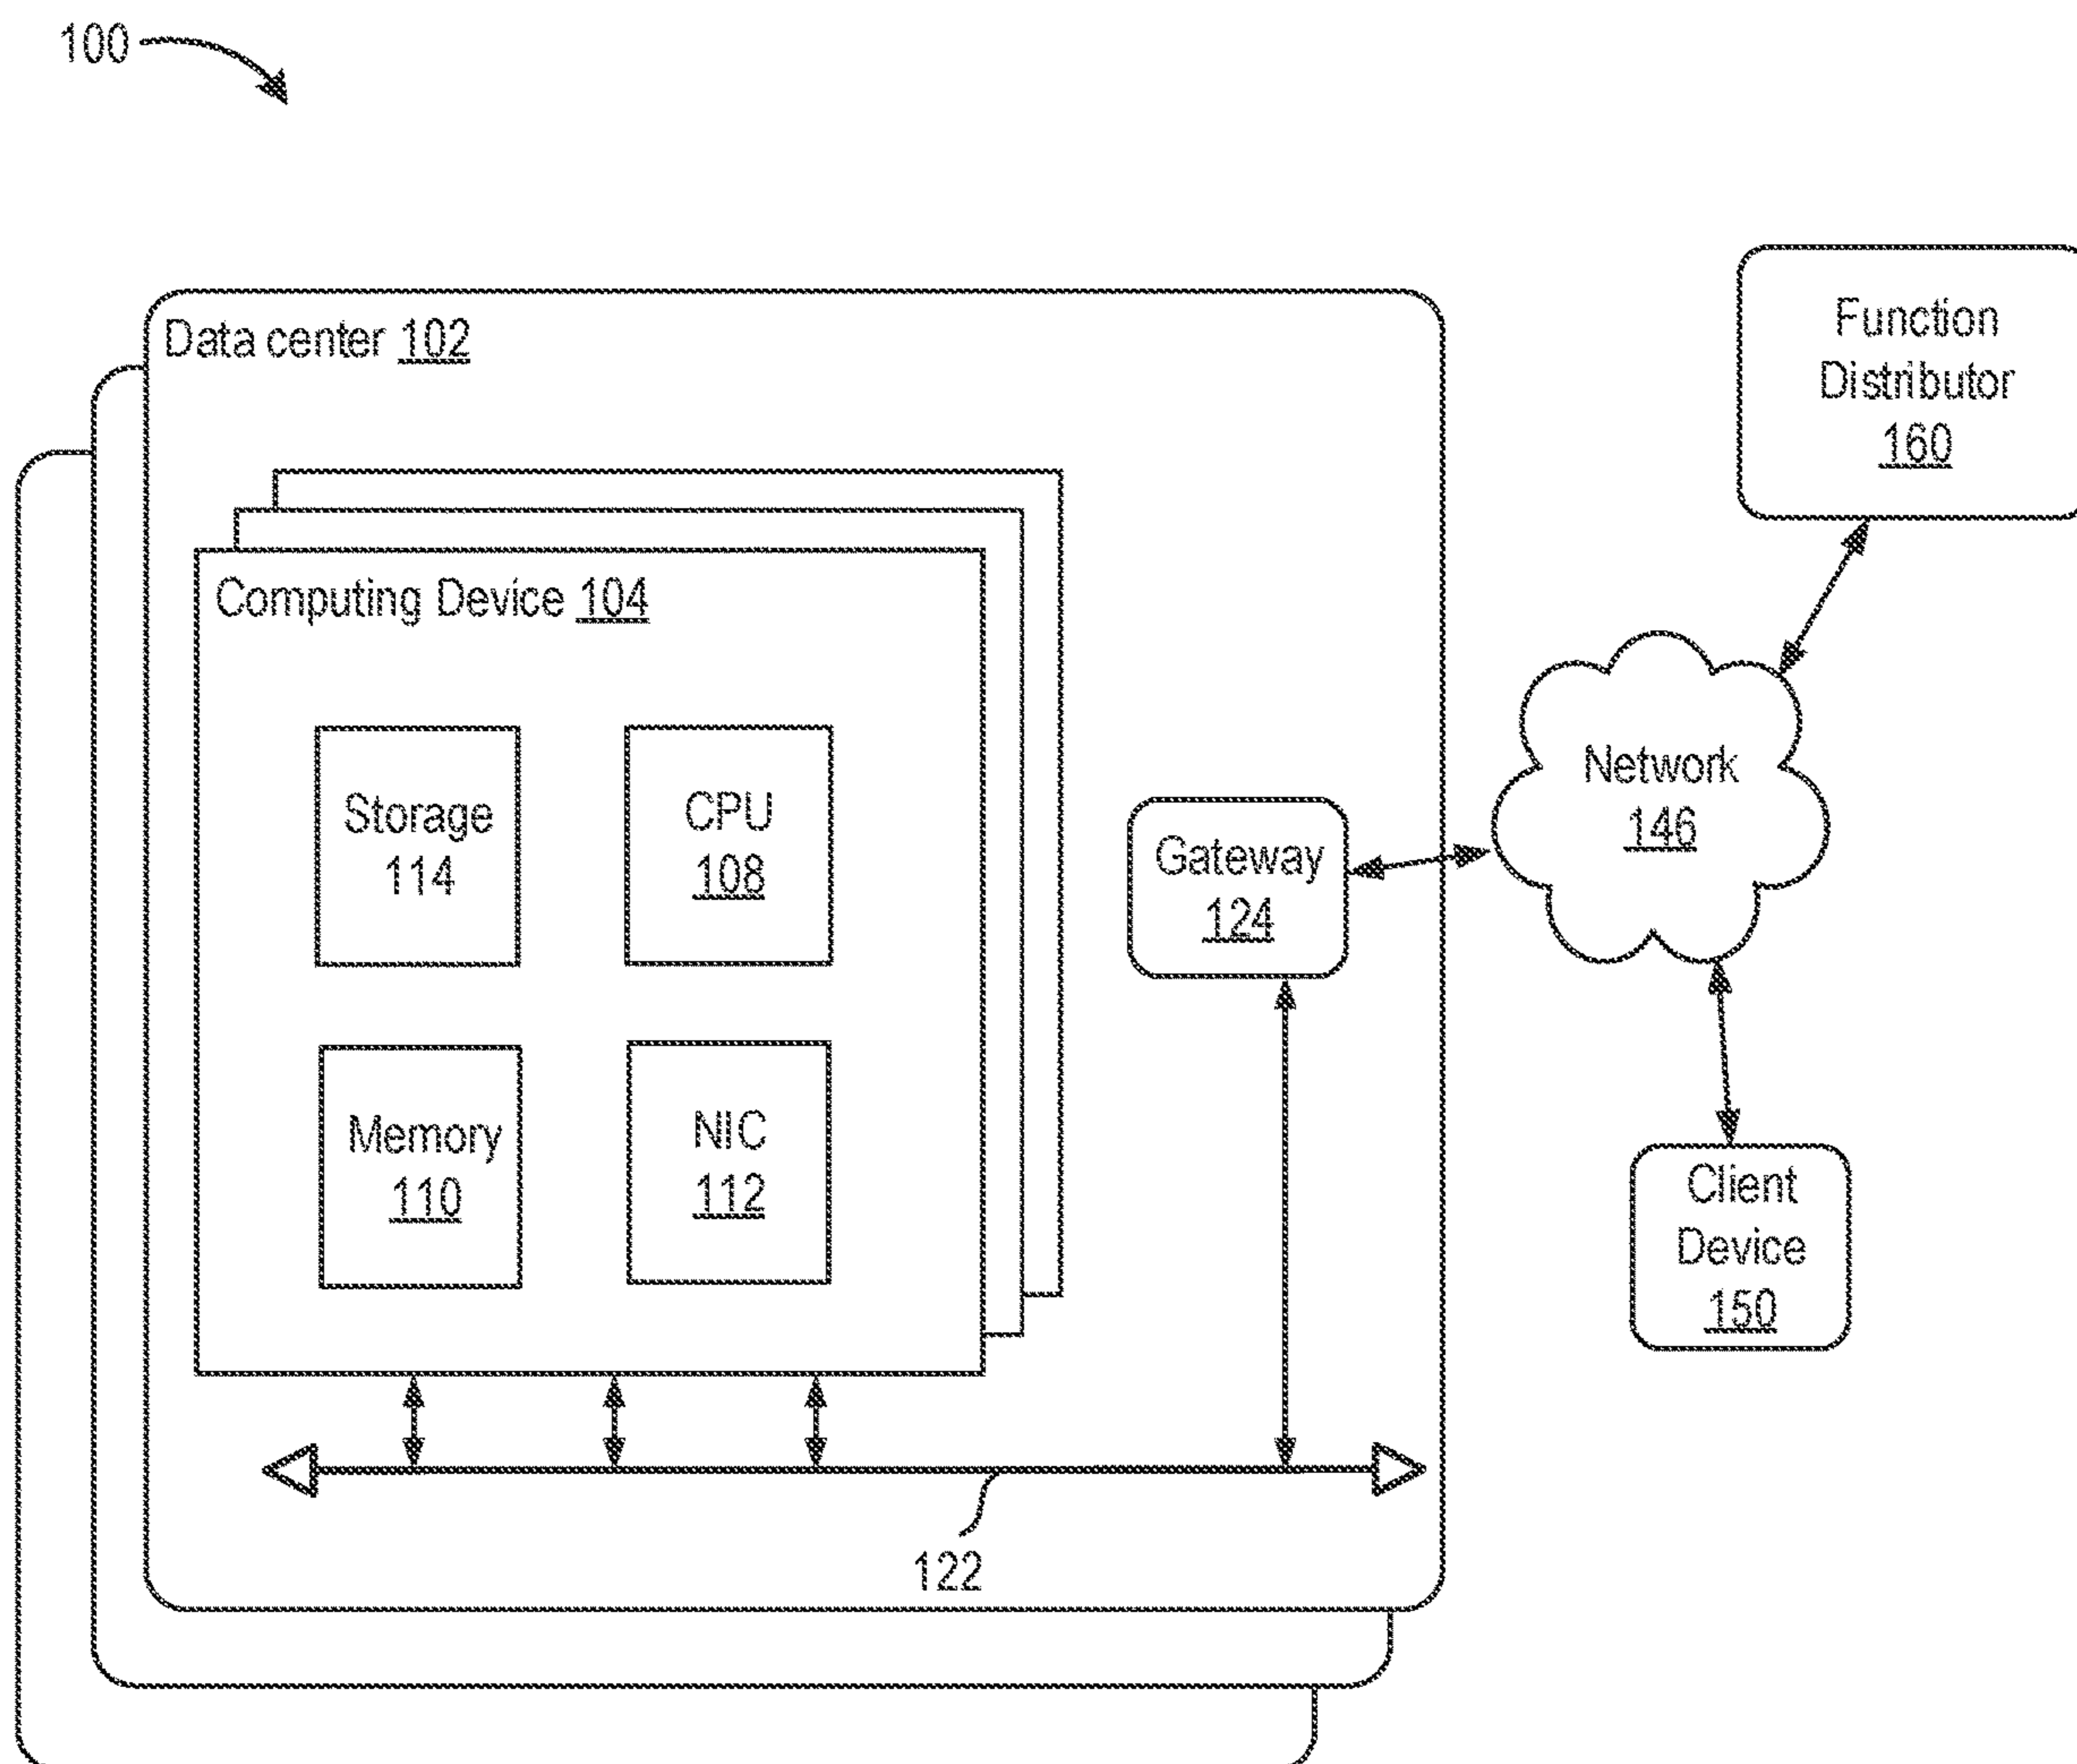 100
Data center 102
Function
Distributor
160
Computing Device 104
Storage
114
CPU
108
Gateway
124
Network
146
Memory
110
NIC
112
Client
Device
150
122